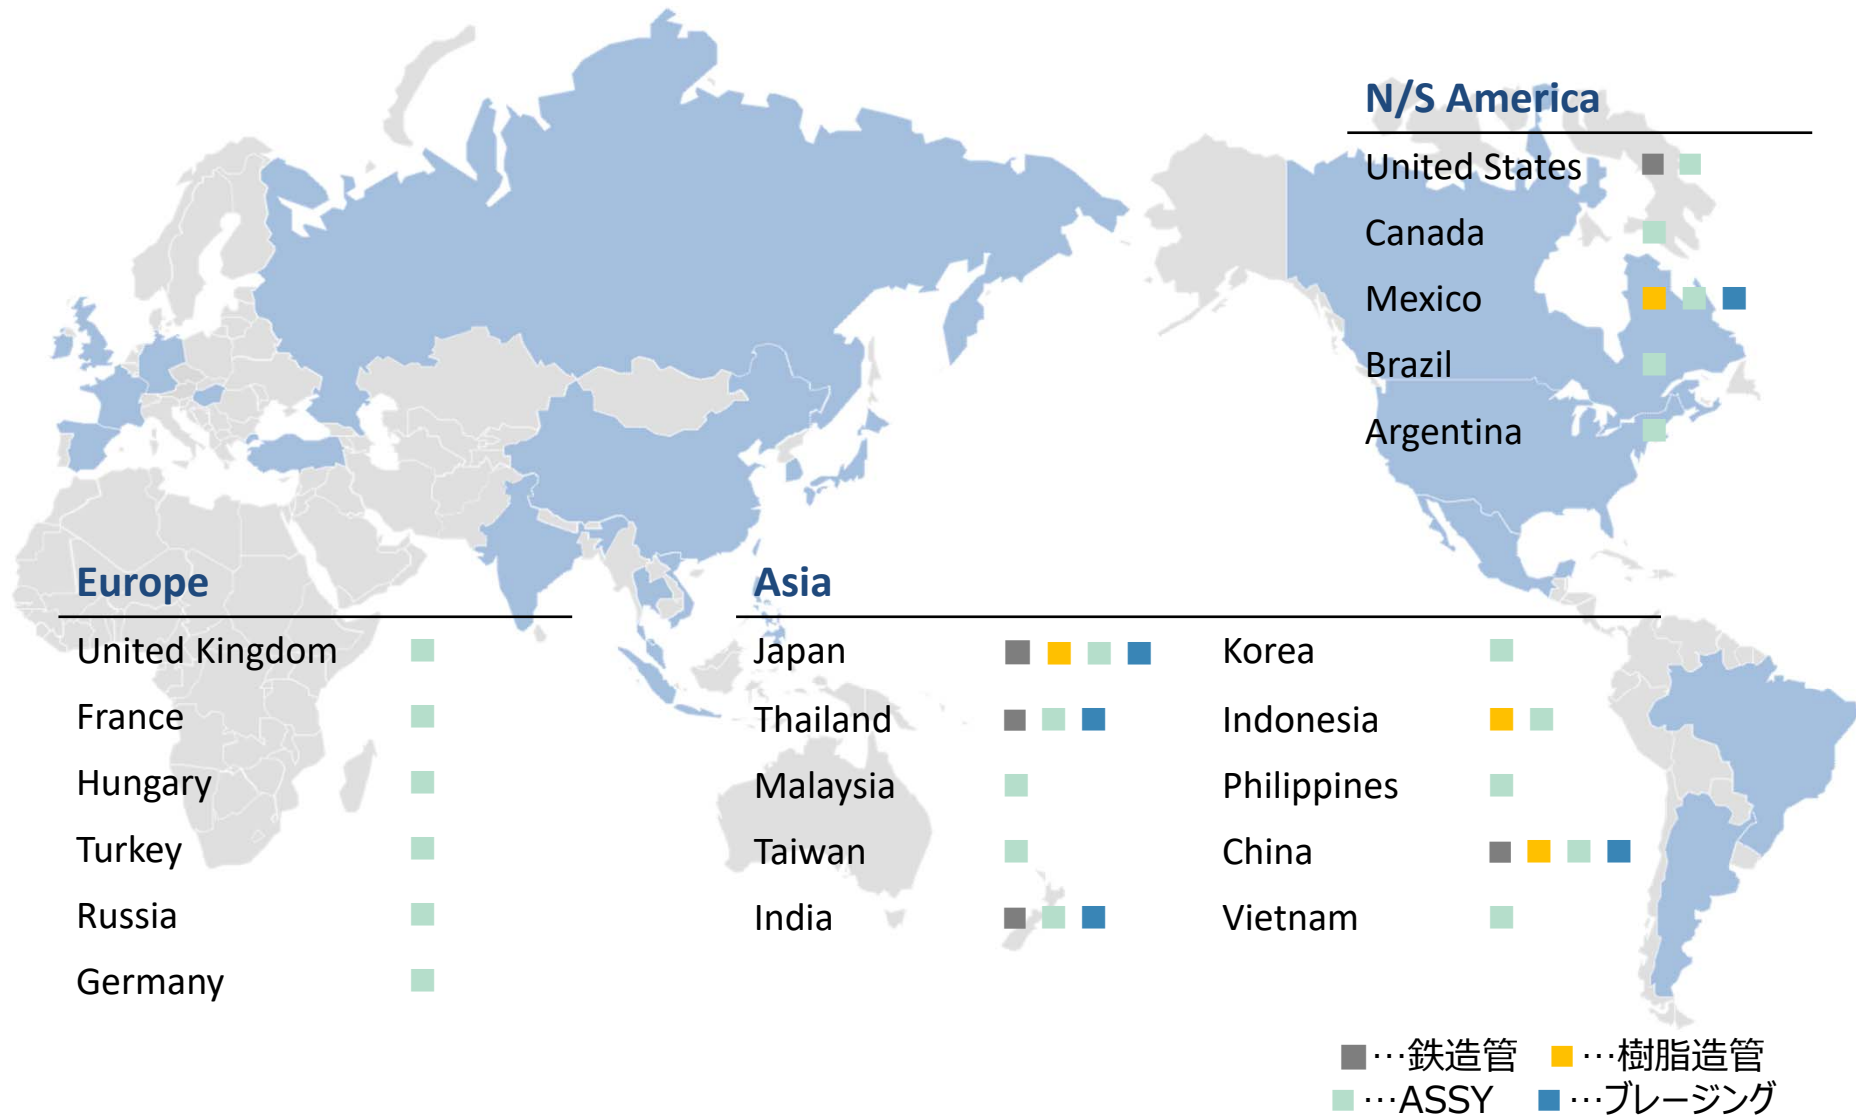 N/S America
United States
Canada
Mexico
Brazil
Argentina
Europe
United Kingdom
France
Hungary
Turkey
Russia
Germany
Asia
Japan
Thailand
Malaysia
Taiwan
India
Korea
Indonesia
Philippines
China
Vietnam
■…鉄造管 ■…樹脂造管
■…ASSY ■…ブレージング